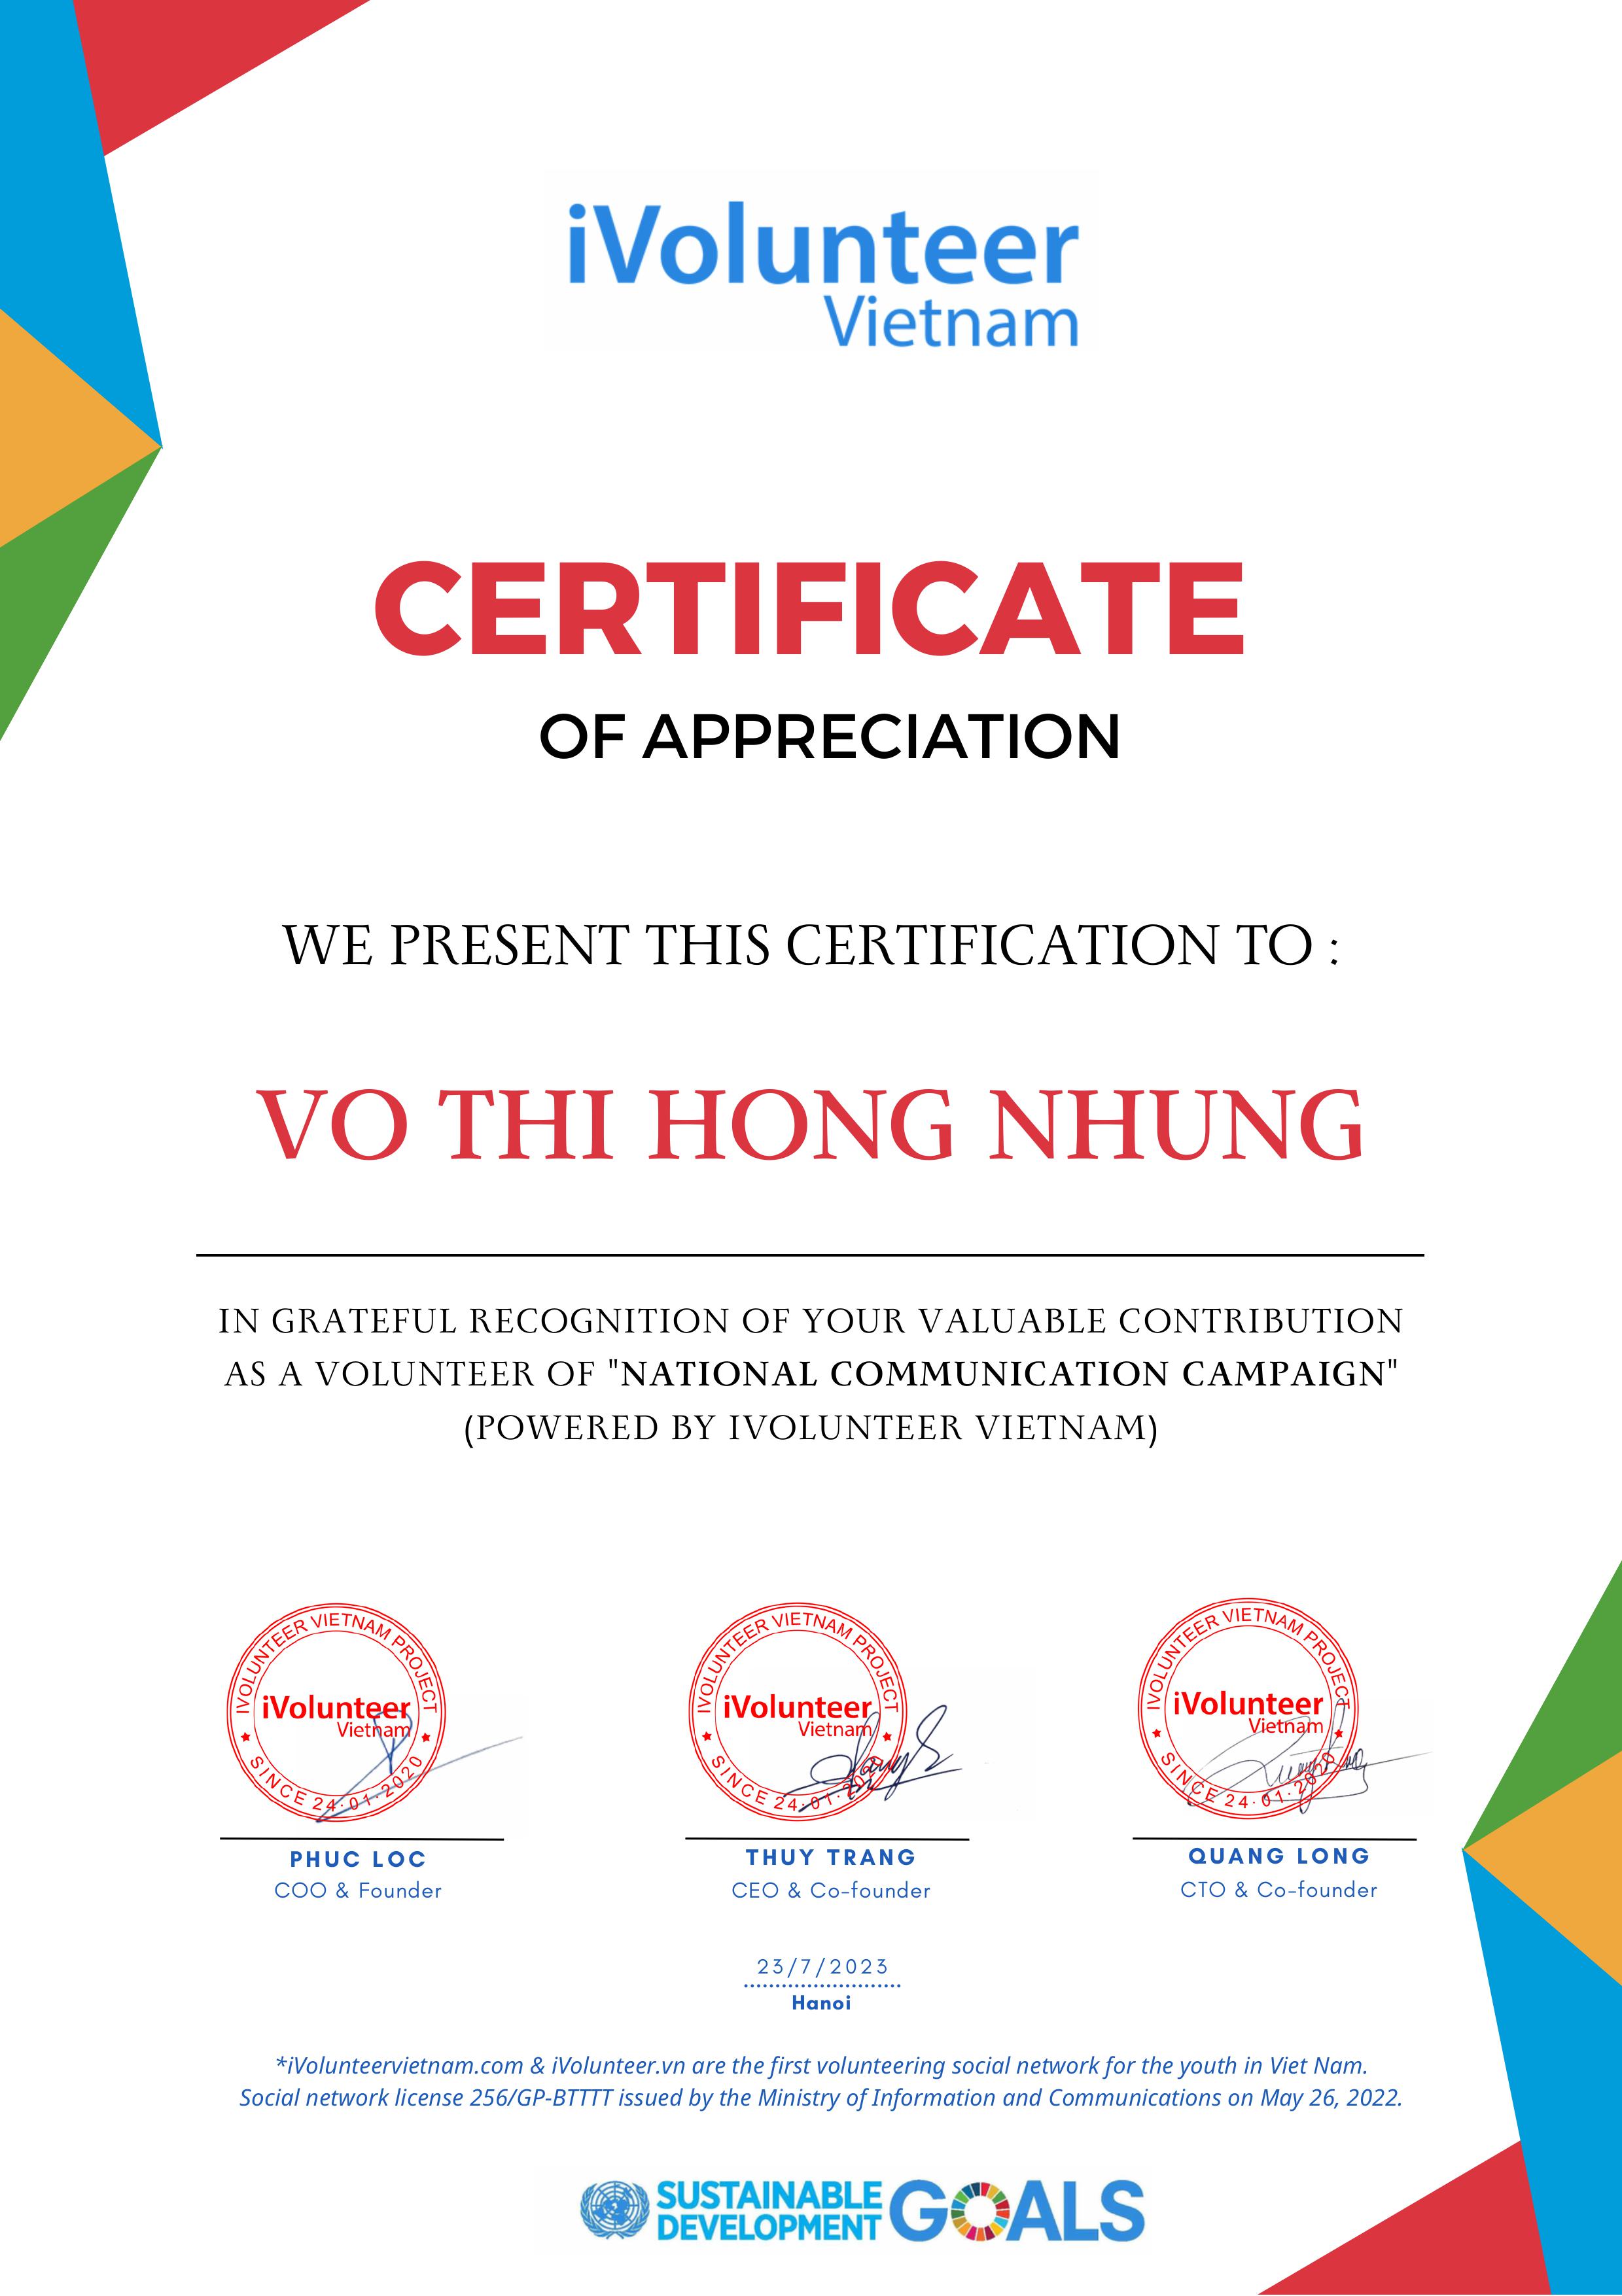 iVolunteer
Vietnam
CERTIFICATE
OF APPRECIATION
WE PRESENT THIS CERTIFICATION TO :
VO THI HONG NHUNG
IN GRATEFUL RECOGNITION OF YOUR VALUABLE CONTRIBUTION
AS A VOLUNTEER OF "NATIONAL COMMUNICATION CAMPAIGN"
(POWERED BY IVOLUNTEER VIETNAM)
IVOLUNTEER VIETNAM PROJECT
iVolunteer
Vietnam
SINCE 24·01·2020
PHUC LOC
COO & Founder
IVOLUNTEER VIETNAM PROJECT
iVolunteer
Vietnam
SINCE 24·01·2020
THUY TRANG
CEO & Co-founder
IVOLUNTEER VIETNAM PROJECT
iVolunteer
Vietnam
SINCE 24·01·2020
QUANG LONG
CTO & Co-founder
23/7/2023
Hanoi
*iVolunteervietnam.com & iVolunteer.vn are the first volunteering social network for the youth in Viet Nam.
Social network license 256/GP-BTTTT issued by the Ministry of Information and Communications on May 26, 2022.
SUSTAINABLE
DEVELOPMENT
GOALS